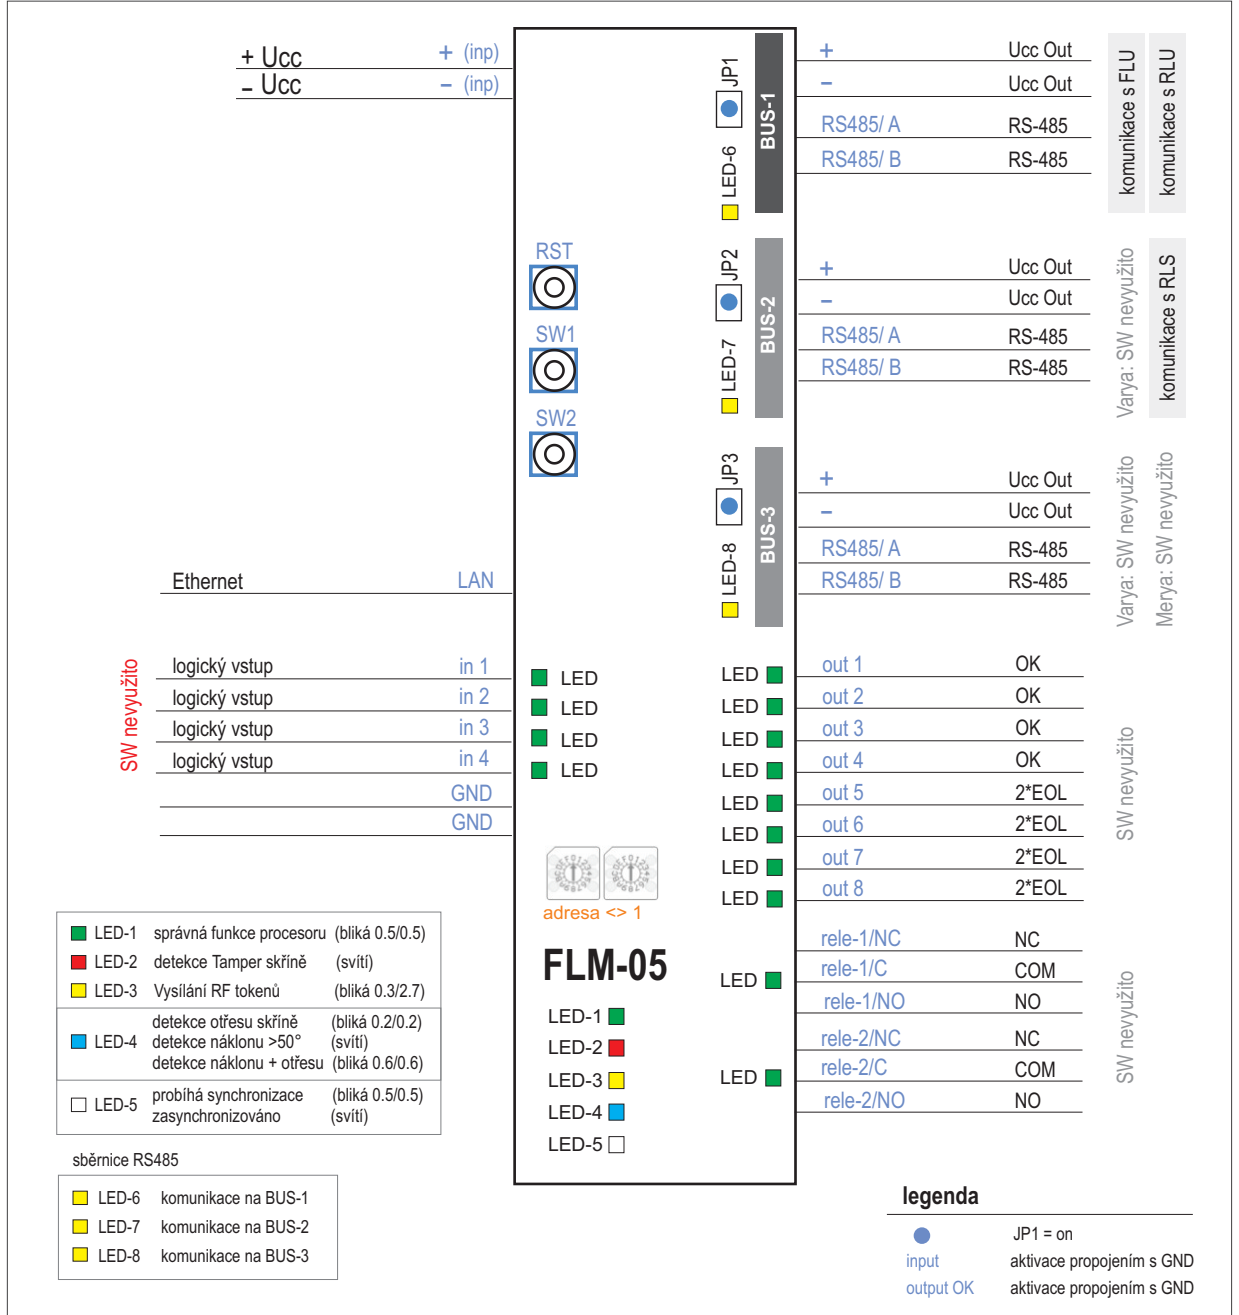 + Ucc + (inp)
– Ucc – (inp)
JP1
LED-6
BUS-1
+ Ucc Out
– Ucc Out
RS485/ A RS-485
RS485/ B RS-485
komunikace s FLU
komunikace s RLU
RST
SW1
SW2
JP2
LED-7
BUS-2
+ Ucc Out
– Ucc Out
RS485/ A RS-485
RS485/ B RS-485
Varya: SW nevyužito
komunikace s RLS
JP3
LED-8
BUS-3
+ Ucc Out
– Ucc Out
RS485/ A RS-485
RS485/ B RS-485
Varya: SW nevyužito
Merya: SW nevyužito
Ethernet LAN
SW nevyužito
logický vstup in 1 LED
logický vstup in 2 LED
logický vstup in 3 LED
logický vstup in 4 LED
GND
GND
LED out 1 OK
LED out 2 OK
LED out 3 OK
LED out 4 OK
LED out 5 2*EOL
LED out 6 2*EOL
LED out 7 2*EOL
LED out 8 2*EOL
SW nevyužito
adresa <> 1
FLM-05
LED-1
LED-2
LED-3
LED-4
LED-5
rele-1/NC NC
LED rele-1/C COM
rele-1/NO NO
rele-2/NC NC
LED rele-2/C COM
rele-2/NO NO
SW nevyužito
LED-1 správná funkce procesoru (bliká 0.5/0.5)
LED-2 detekce Tamper skříně (svítí)
LED-3 Vysílání RF tokenů (bliká 0.3/2.7)
LED-4 detekce otřesu skříně (bliká 0.2/0.2)
detekce náklonu >50° (svítí)
detekce náklonu + otřesu (bliká 0.6/0.6)
LED-5 probíhá synchronizace (bliká 0.5/0.5)
zasynchronizováno (svítí)
sběrnice RS485
LED-6 komunikace na BUS-1
LED-7 komunikace na BUS-2
LED-8 komunikace na BUS-3
legenda
JP1 = on
input aktivace propojením s GND
output OK aktivace propojením s GND